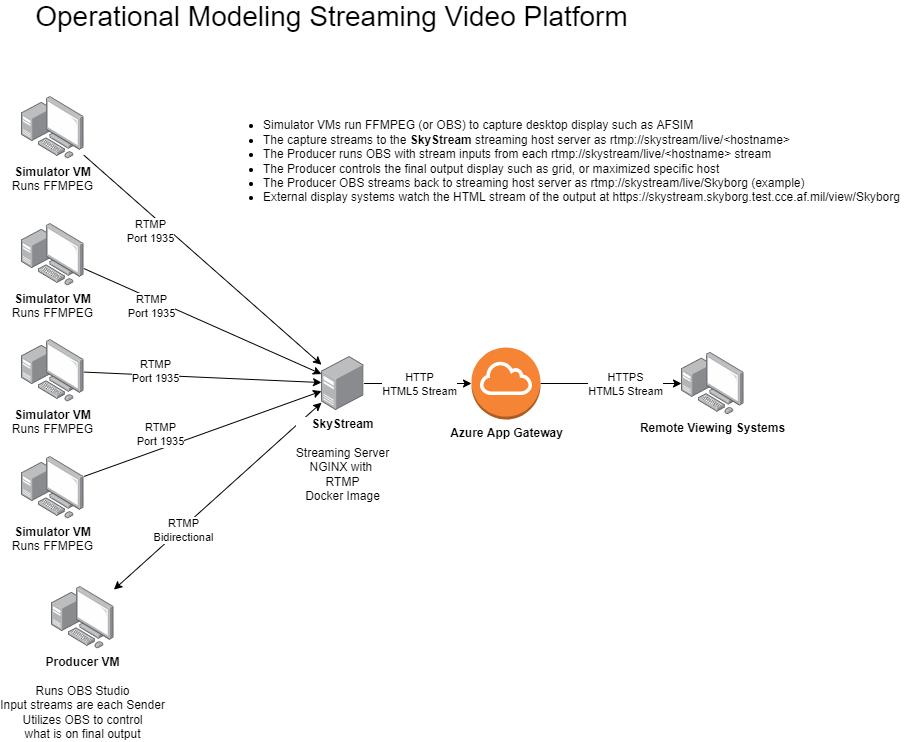 Operational Modeling Streaming Video Platform
• Simulator VMs run FFMPEG (or OBS) to capture desktop display such as AFSIM
• The capture streams to the SkyStream streaming host server as rtmp://skystream/live/<hostname>
• The Producer runs OBS with stream inputs from each rtmp://skystream/live/<hostname> stream
• The Producer controls the final output display such as grid, or maximized specific host
• The Producer OBS streams back to streaming host server as rtmp://skystream/live/Skyborg (example)
• External display systems watch the HTML stream of the output at https://skystream.skyborg.test.cce.af.mil/view/Skyborg
Simulator VM
Runs FFMPEG
RTMP
Port 1935
Simulator VM
Runs FFMPEG
RTMP
Port 1935
Simulator VM
Runs FFMPEG
RTMP
Port 1935
Simulator VM
Runs FFMPEG
RTMP
Port 1935
SkyStream
Streaming Server
NGINX with
RTMP
Docker Image
HTTP
HTML5 Stream
Azure App Gateway
HTTPS
HTML5 Stream
Remote Viewing Systems
RTMP
Bidirectional
Producer VM
Runs OBS Studio
Input streams are each Sender
Utilizes OBS to control
what is on final output